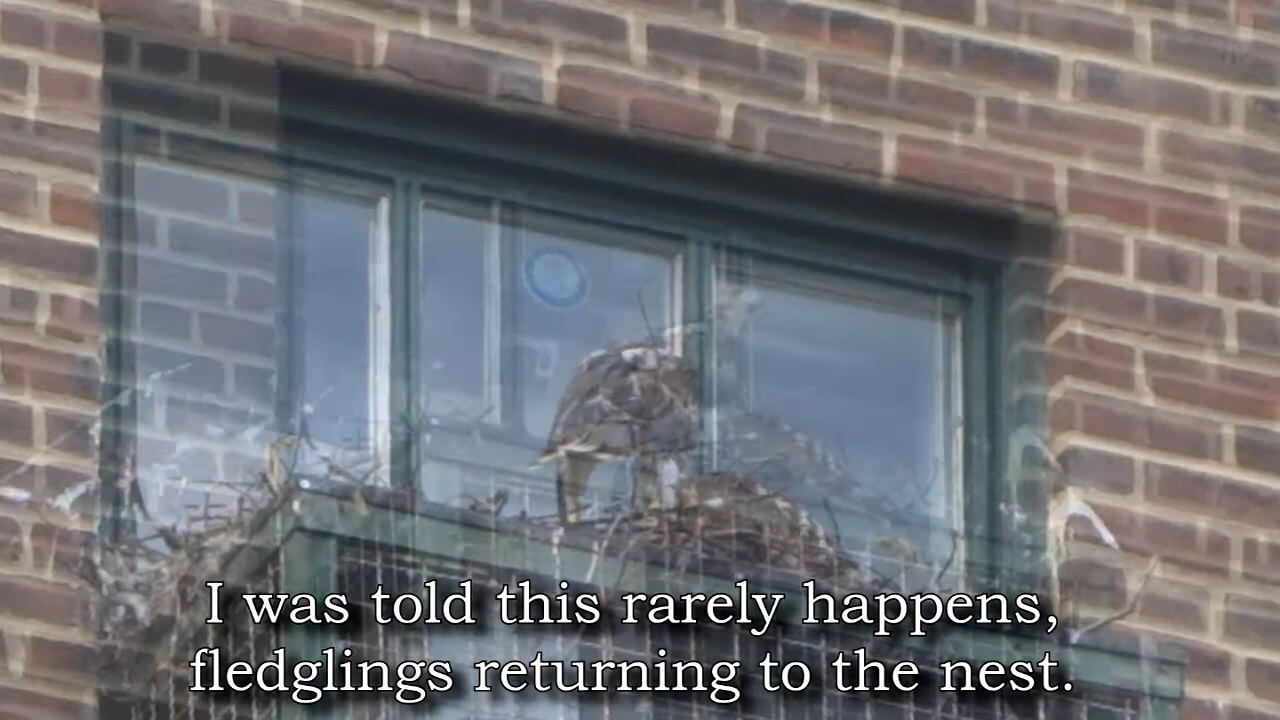 I was told this rarely happens,
fledglings returning to the nest.